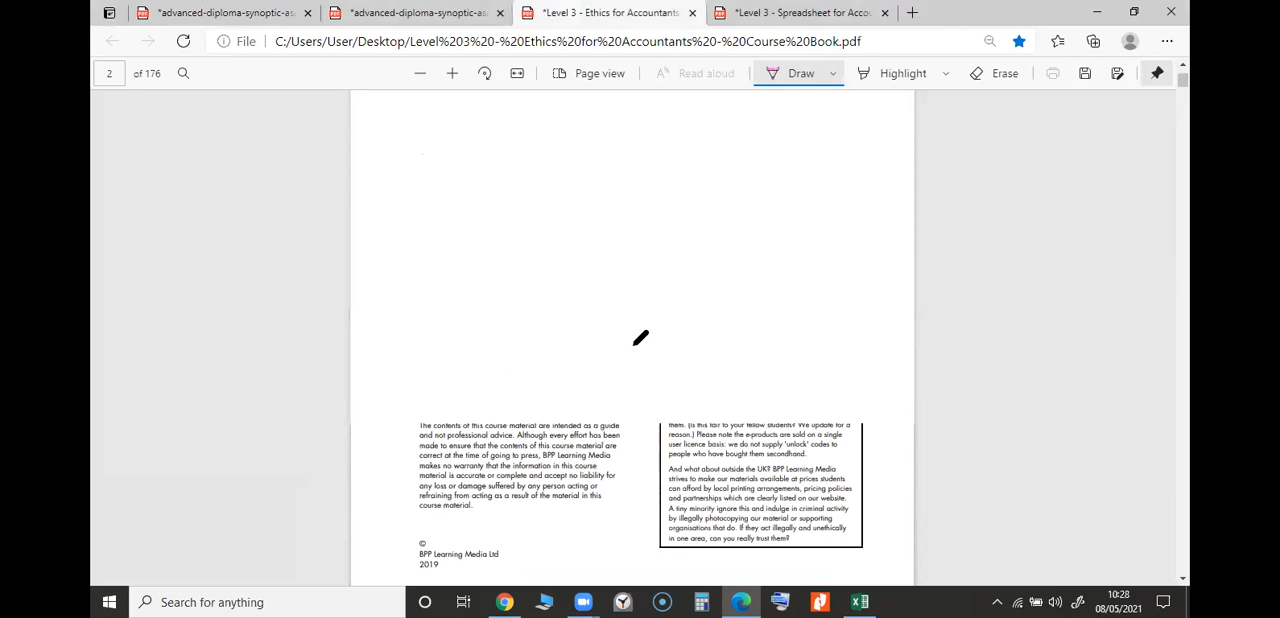 *advanced-diploma-synoptic-as
*advanced-diploma-synoptic-as
*Level 3 - Ethics for Accountants
*Level 3 - Spreadsheet for Accou
File
C:/Users/User/Desktop/Level%203%20-%20Ethics%20for%20Accountants%20-%20Course%20Book.pdf
2 of 176
Page view
Read aloud
Draw
Highlight
Erase
The contents of this course material are intended as a guide
and not professional advice. Although every effort has been
made to ensure that the contents of this course material are
correct at the time of going to press, BPP Learning Media
makes no warranty that the information in this course
material is accurate or complete and accept no liability for
any loss or damage suffered by any person acting or
refraining from acting as a result of the material in this
course material.
©
BPP Learning Media Ltd
2019
them. (Is this fair to your fellow students? We update for a
reason.) Please note the e-products are sold on a single
user licence basis: we do not supply 'unlock' codes to
people who have bought them secondhand.
And what about outside the UK? BPP Learning Media
strives to make our materials available at prices students
can afford by local printing arrangements, pricing policies
and partnerships which are clearly listed on our website.
A tiny minority ignore this and indulge in criminal activity
by illegally photocopying our material or supporting
organisations that do. If they act illegally and unethically
in one area, can you really trust them?
Search for anything
10:28
08/05/2021